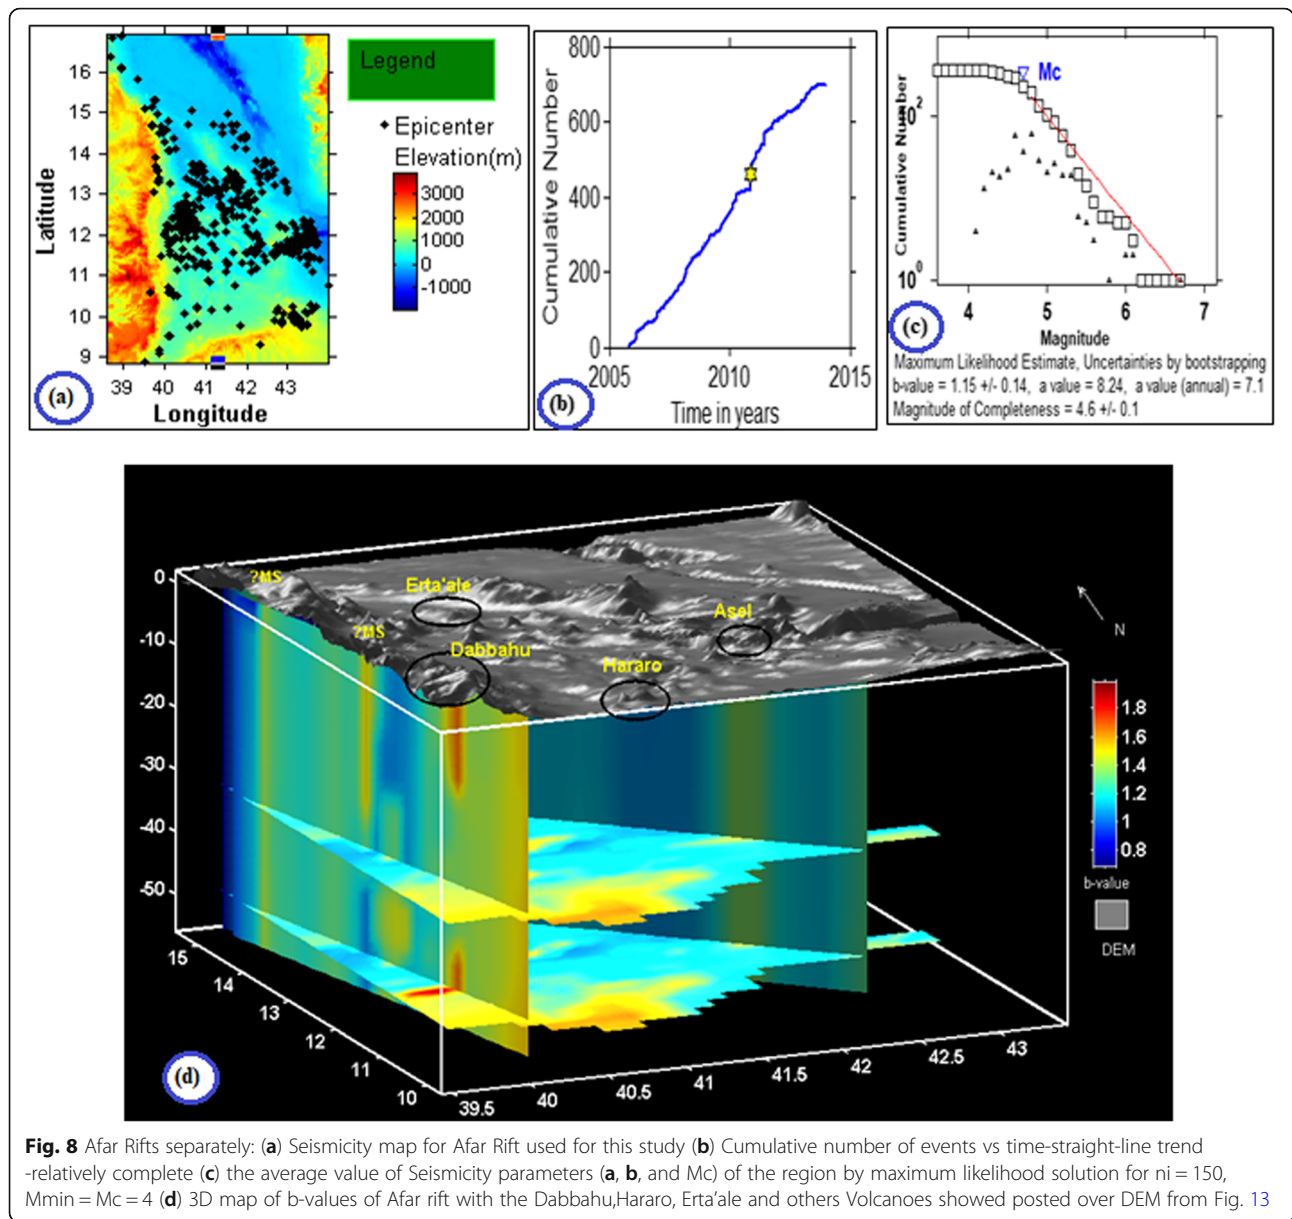 Legend
Epicenter
Elevation(m)
3000
2000
1000
0
-1000
Latitude
16
15
14
13
12
11
10
9
39 40 41 42 43
Longitude
(a)
Cumulative Number
800
600
400
200
0
2005 2010 2015
Time in years
(b)
Cumulative Number
10^2
10^0
Mc
4 5 6 7
Magnitude
(c)
Maximum Likelihood Estimate, Uncertainties by bootstrapping
b-value = 1.15 +/- 0.14, a value = 8.24, a value (annual) = 7.1
Magnitude of Completeness = 4.6 +/- 0.1
?MS
Erta'ale
?MS
Dabbahu
Hararo
Asel
N
0
-10
-20
-30
-40
-50
15
14
13
12
11
10
39.5 40 40.5 41 41.5 42 42.5 43
1.8
1.6
1.4
1.2
1
0.8
b-value
DEM
(d)
Fig. 8 Afar Rifts separately: (a) Seismicity map for Afar Rift used for this study (b) Cumulative number of events vs time-straight-line trend
-relatively complete (c) the average value of Seismicity parameters (a, b, and Mc) of the region by maximum likelihood solution for ni = 150,
Mmin = Mc = 4 (d) 3D map of b-values of Afar rift with the Dabbahu,Hararo, Erta'ale and others Volcanoes showed posted over DEM from Fig. 13